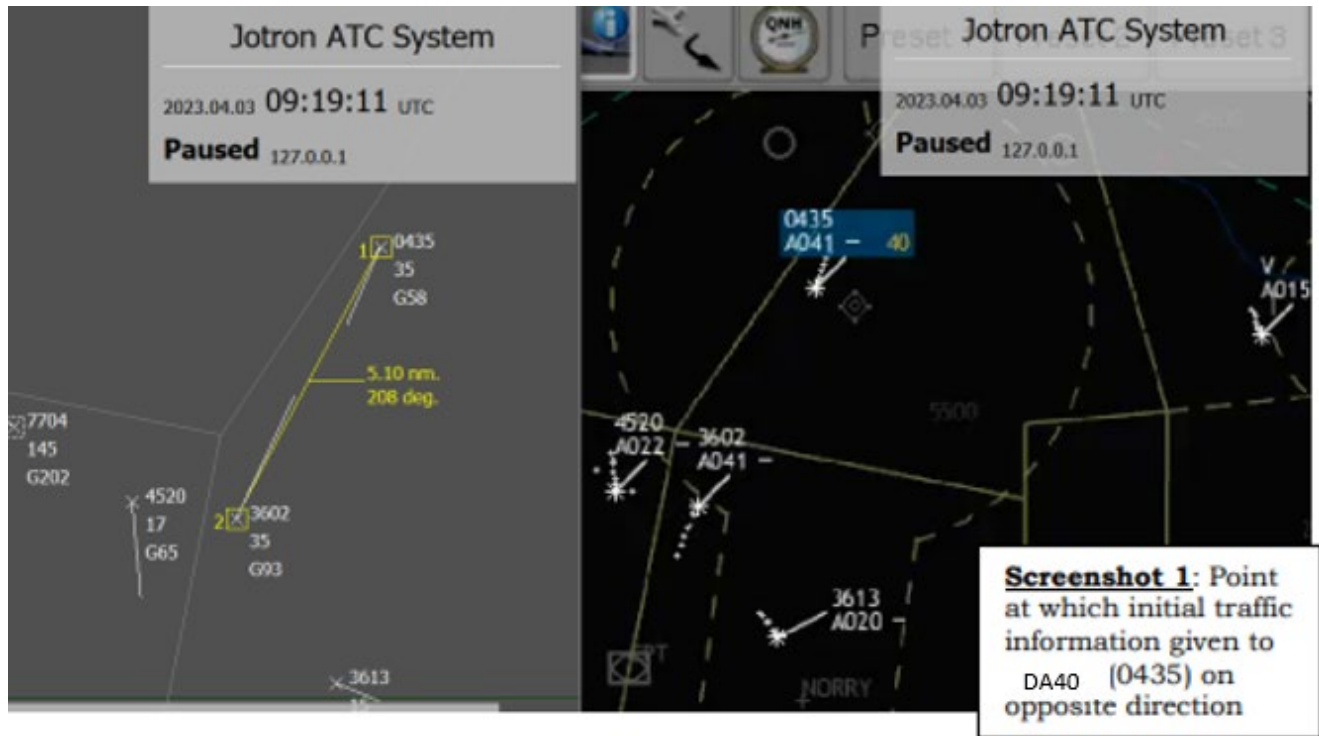 Jotron ATC System
2023.04.03 09:19:11 UTC
Paused 127.0.0.1
1 0435
35
G58
5.10 nm.
208 deg.
7704
145
G202
4520
17
G65
2 3602
35
G93
3613
QNH
Jotron ATC System
2023.04.03 09:19:11 UTC
Paused 127.0.0.1
0435
A041 – 40
V
A015
5500
4520
A022 –
3602
A041 –
3613
A020 –
NORRY
Screenshot 1: Point
at which initial traffic
information given to
DA40 (0435) on
opposite direction